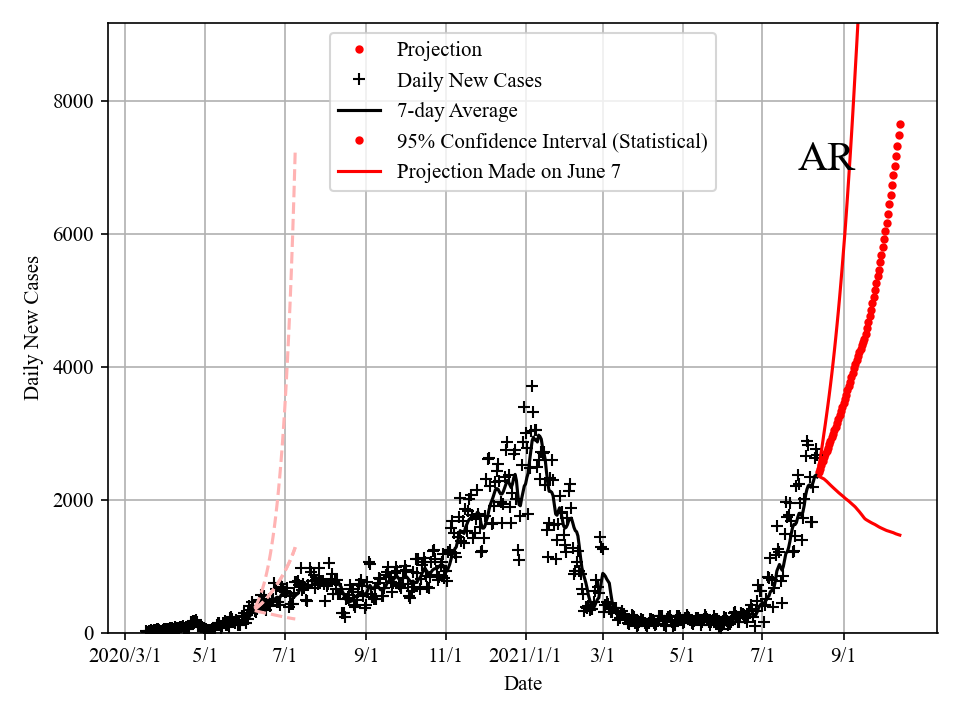 Projection
Daily New Cases
7-day Average
95% Confidence Interval (Statistical)
Projection Made on June 7
AR
8000
6000
4000
2000
0
Daily New Cases
2020/3/1 5/1 7/1 9/1 11/1 2021/1/1 3/1 5/1 7/1 9/1
Date